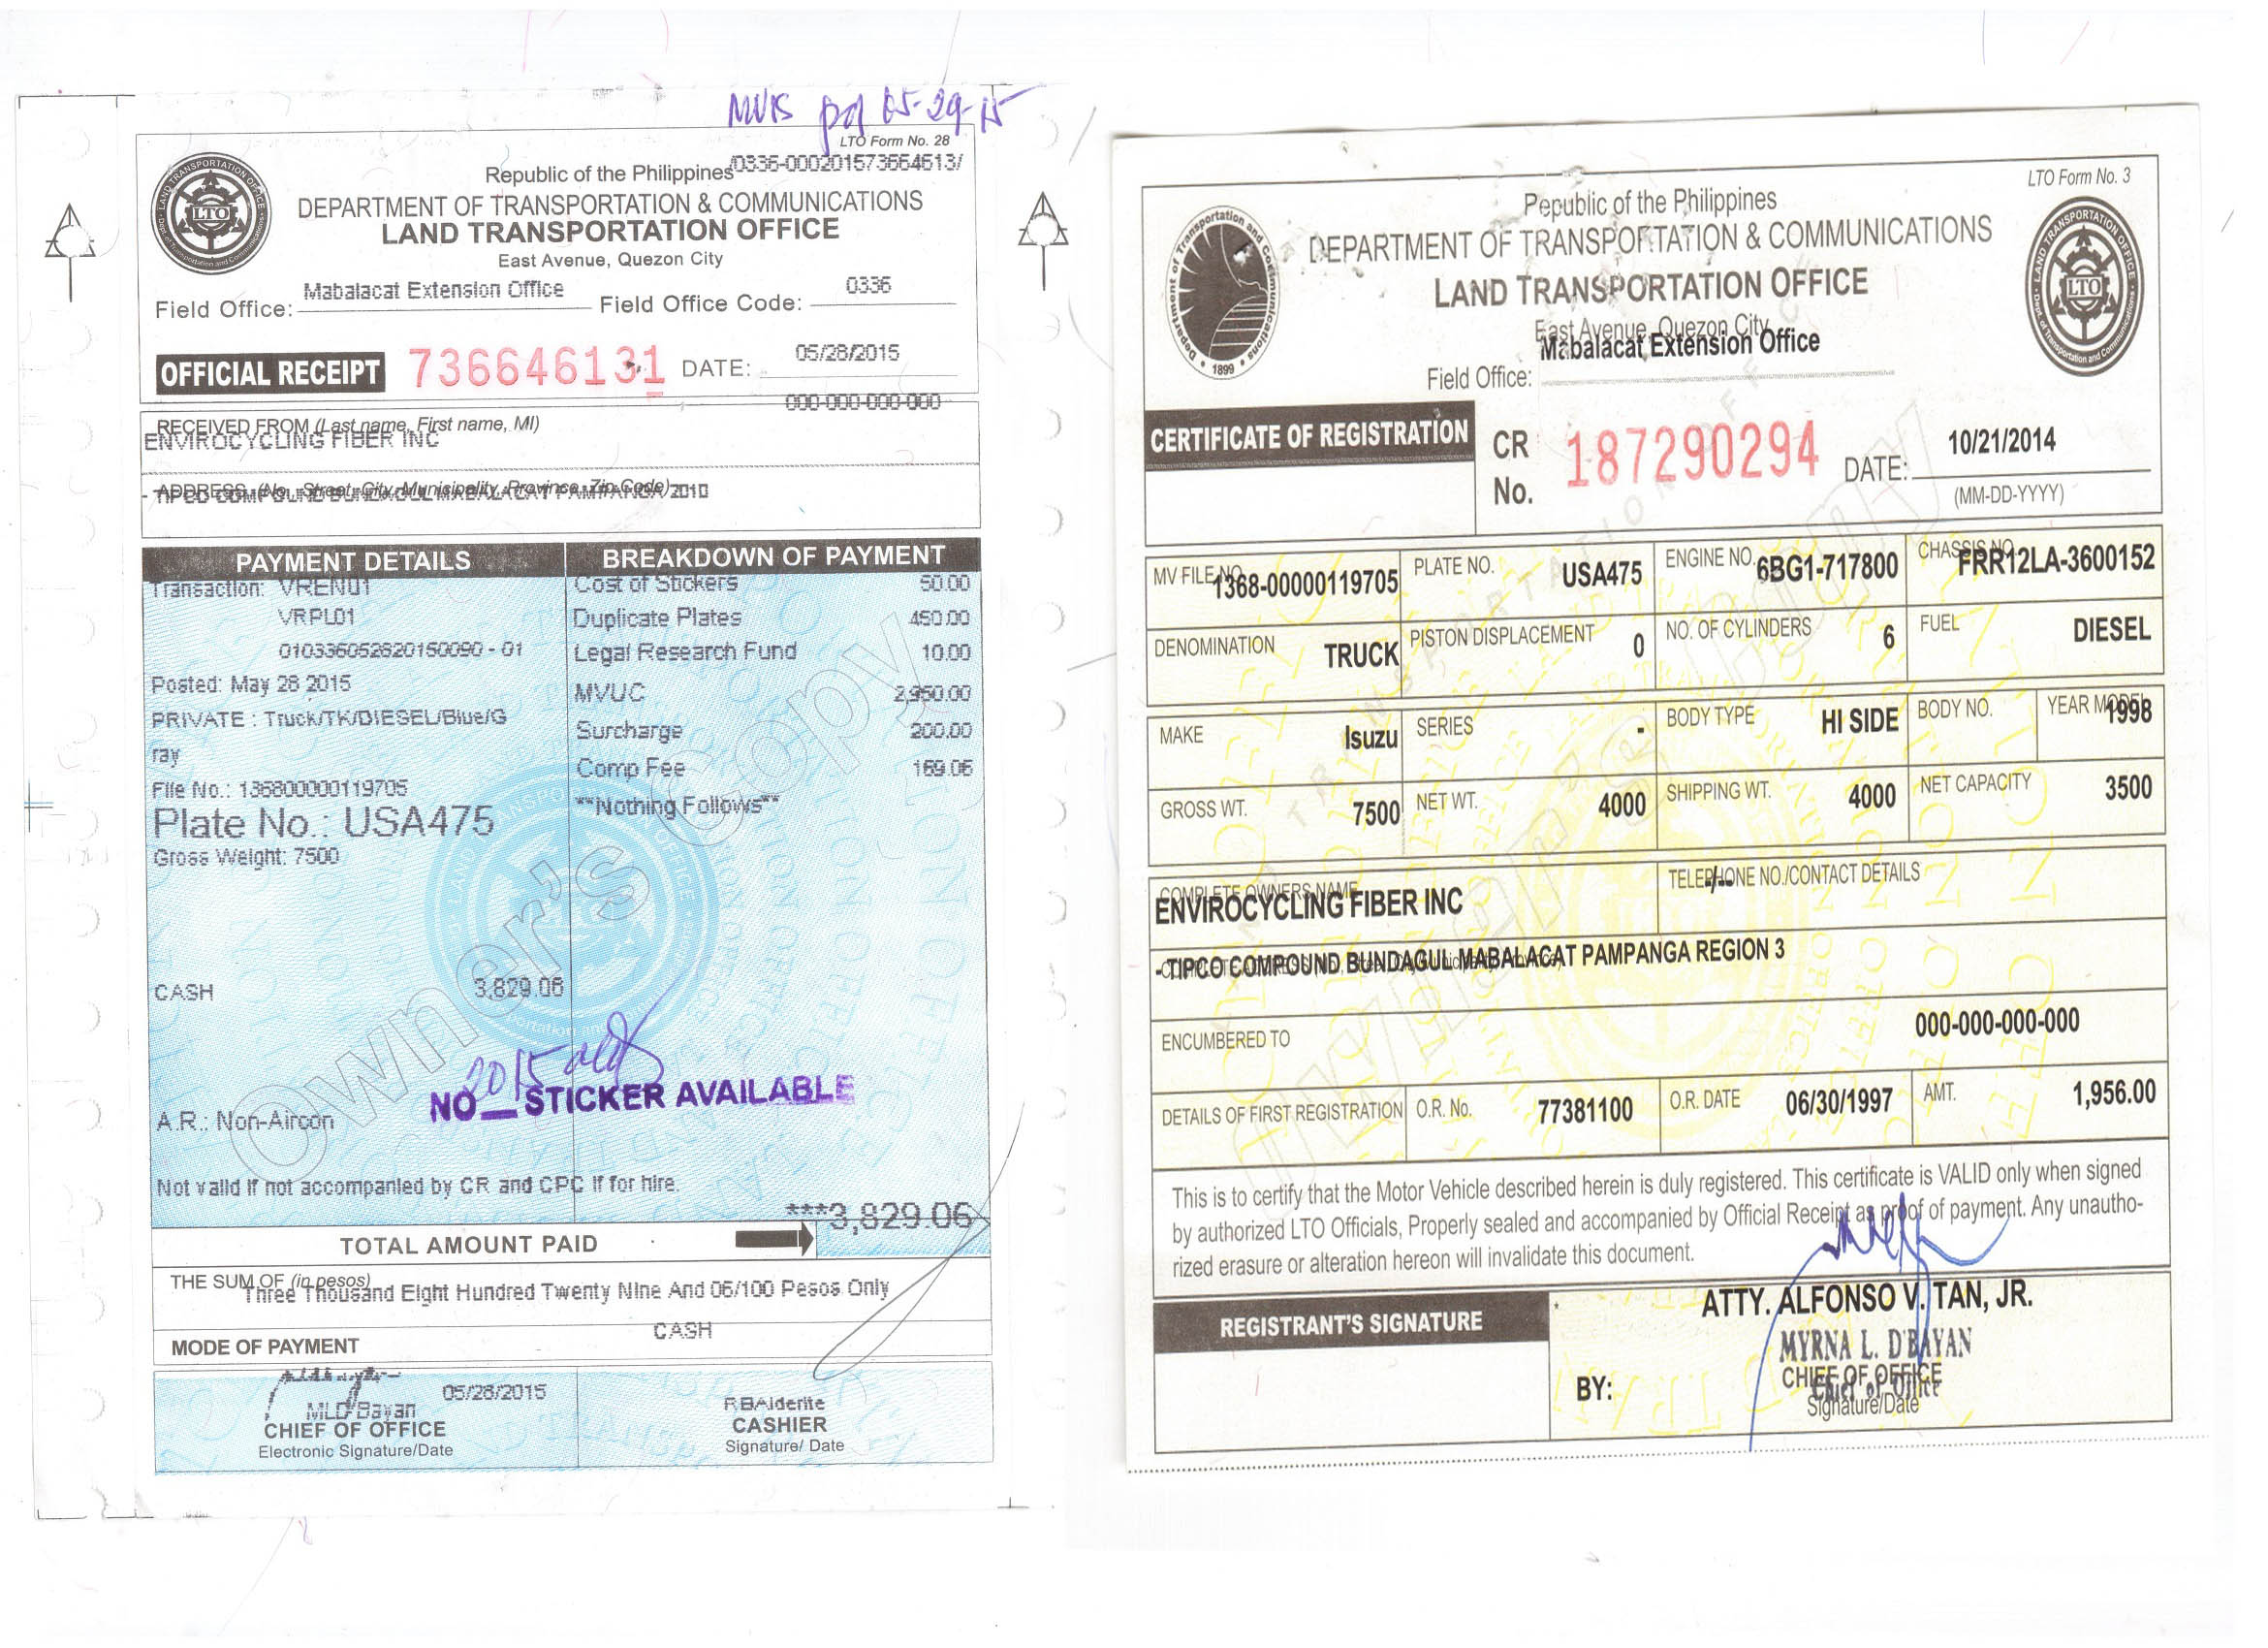 MVIS pd 05-29-15
LTO Form No. 28
Republic of the Philippines /0336-000201573664613/
DEPARTMENT OF TRANSPORTATION & COMMUNICATIONS
LAND TRANSPORTATION OFFICE
East Avenue, Quezon City
Field Office: Mabalacat Extension Office Field Office Code: 0336
OFFICIAL RECEIPT 736646131 DATE: 05/28/2015
000-000-000-000
RECEIVED FROM (Last name, First name, MI)
ENVIROCYCLING FIBER INC
ADDRESS (No., Street, City, Municipality, Province, Zip Code)
- TIPCO COMPOUND BUNDAGUL MABALACAT PAMPANGA 2010
PAYMENT DETAILS BREAKDOWN OF PAYMENT
Transaction: VREN01 Cost of Stickers 50.00
VRPL01 Duplicate Plates 450.00
010336052820150090 - 01 Legal Research Fund 10.00
Posted: May 28 2015 MVUC 2,950.00
PRIVATE : Truck/TK/DIESEL/Blue/G Surcharge 200.00
ray Comp Fee 169.06
File No.: 136800000119705 **Nothing Follows**
Plate No.: USA475
Gross Weight: 7500
Owner's Copy
CASH 3,829.06
2015
NO STICKER AVAILABLE
A.R.: Non-Aircon
Not valid if not accompanied by CR and CPC if for hire.
***3,829.06
TOTAL AMOUNT PAID
THE SUM OF (in pesos)
Three Thousand Eight Hundred Twenty Nine And 06/100 Pesos Only
MODE OF PAYMENT CASH
05/28/2015
MLD'Bayan RBAlderite
CHIEF OF OFFICE CASHIER
Electronic Signature/Date Signature/ Date
LTO Form No. 3
Republic of the Philippines
DEPARTMENT OF TRANSPORTATION & COMMUNICATIONS
LAND TRANSPORTATION OFFICE
East Avenue, Quezon City
Field Office: Mabalacat Extension Office
CERTIFICATE OF REGISTRATION CR No. 187290294 DATE: 10/21/2014
(MM-DD-YYYY)
MV FILE NO. 1368-00000119705 PLATE NO. USA475 ENGINE NO. 6BG1-717800 CHASSIS NO. FRR12LA-3600152
DENOMINATION TRUCK PISTON DISPLACEMENT 0 NO. OF CYLINDERS 6 FUEL DIESEL
MAKE Isuzu SERIES - BODY TYPE HI SIDE BODY NO. YEAR MODEL 1998
GROSS WT. 7500 NET WT. 4000 SHIPPING WT. 4000 NET CAPACITY 3500
COMPLETE OWNERS NAME TELEPHONE NO./CONTACT DETAILS
ENVIROCYCLING FIBER INC -/--
- TIPCO COMPOUND BUNDAGUL MABALACAT PAMPANGA REGION 3
ENCUMBERED TO 000-000-000-000
DETAILS OF FIRST REGISTRATION O.R. No. 77381100 O.R. DATE 06/30/1997 AMT. 1,956.00
This is to certify that the Motor Vehicle described herein is duly registered. This certificate is VALID only when signed
by authorized LTO Officials, Properly sealed and accompanied by Official Receipt as proof of payment. Any unautho-
rized erasure or alteration hereon will invalidate this document.
REGISTRANT'S SIGNATURE
ATTY. ALFONSO V. TAN, JR.
MYRNA L. D'BAYAN
BY: CHIEF OF OFFICE
Chief of Office
Signature/Date